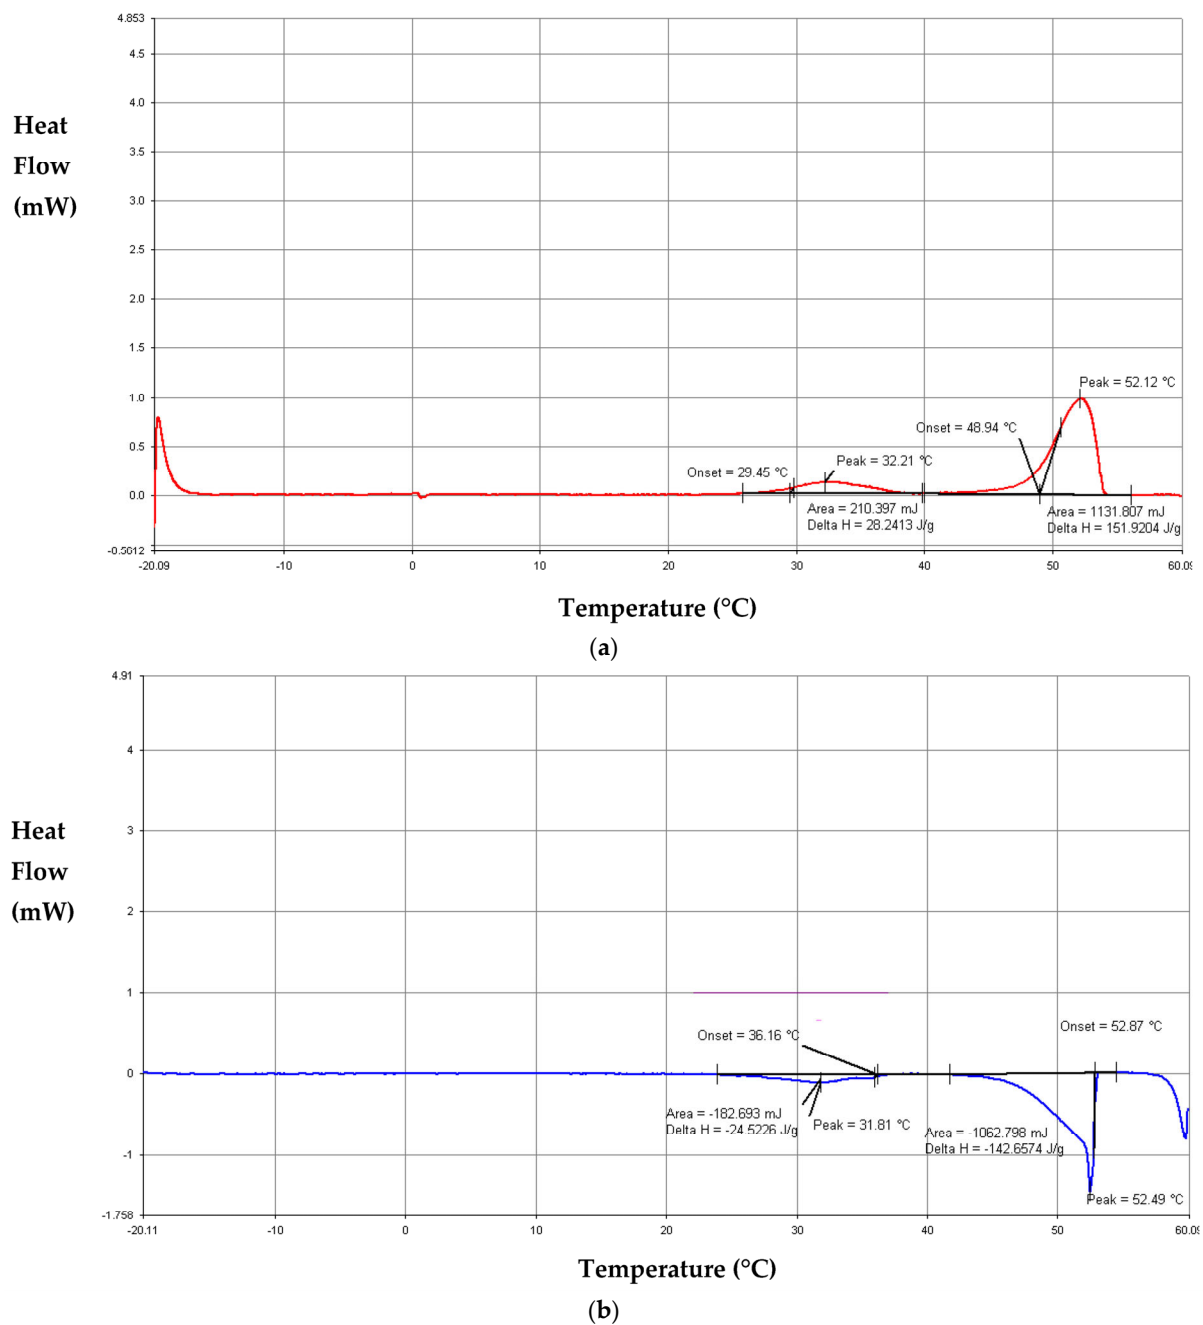 4.853
4.5
4.0
Heat
Flow
(mW)
3.5
3.0
2.5
2.0
1.5
1.0
0.5
0.0
-0.5612
Peak = 52.12 °C
Onset = 48.94 °C
Peak = 32.21 °C
Onset = 29.45 °C
Area = 210.397 mJ
Delta H = 28.2413 J/g
Area = 1131.807 mJ
Delta H = 151.9204 J/g
-20.09 -10 0 10 20 30 40 50 60.09
Temperature (°C)
(a)
4.91
4
Heat
Flow
(mW)
3
2
1
0
-1
-1.758
Onset = 36.16 °C
Onset = 52.87 °C
Area = -182.693 mJ
Delta H = -24.5226 J/g
Peak = 31.81 °C
Area = -1062.798 mJ
Delta H = -142.6574 J/g
Peak = 52.49 °C
-20.11 -10 0 10 20 30 40 50 60.09
Temperature (°C)
(b)